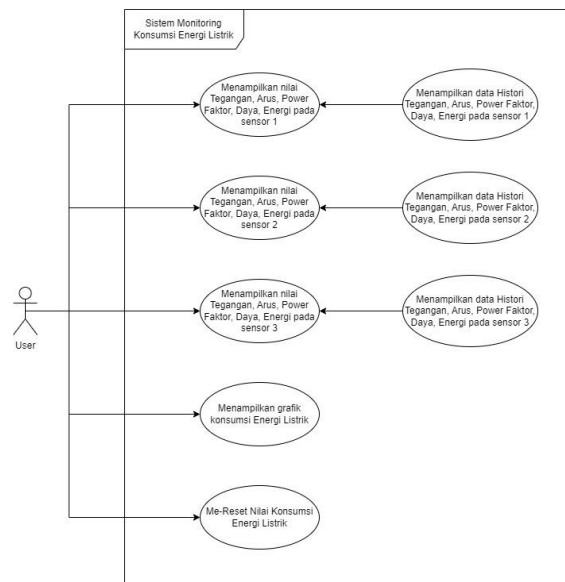 Sistem Monitoring
Konsumsi Energi Listrik
Menampilkan nilai
Tegangan, Arus, Power
Faktor, Daya, Energi pada
sensor 1
Menampilkan data Histori
Tegangan, Arus, Power Faktor,
Daya, Energi pada sensor 1
Menampilkan nilai
Tegangan, Arus, Power
Faktor, Daya, Energi pada
sensor 2
Menampilkan data Histori
Tegangan, Arus, Power Faktor,
Daya, Energi pada sensor 2
Menampilkan nilai
Tegangan, Arus, Power
Faktor, Daya, Energi pada
sensor 3
Menampilkan data Histori
Tegangan, Arus, Power Faktor,
Daya, Energi pada sensor 3
User
Menampilkan grafik
konsumsi Energi Listrik
Me-Reset Nilai Konsumsi
Energi Listrik